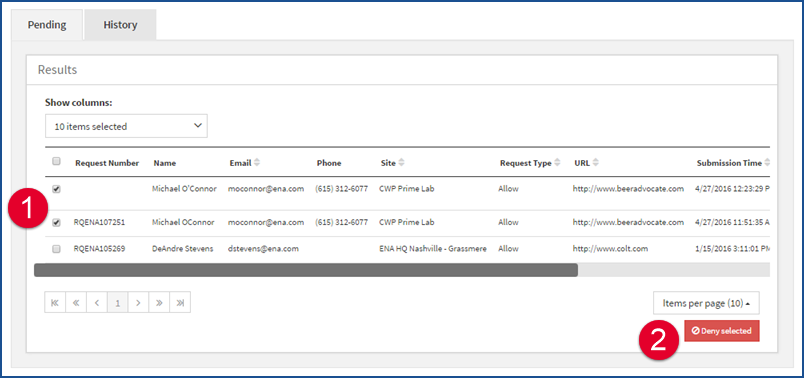 Pending History
Results
Show columns:
10 items selected
Request Number Name Email Phone Site Request Type URL Submission Time
Michael O'Connor moconnor@ena.com (615) 312-6077 CWP Prime Lab Allow http://www.beeradvocate.com 4/27/2016 12:23:29 P
1
RQENA107251 Michael OConnor moconnor@ena.com (615) 312-6077 CWP Prime Lab Allow http://www.beeradvocate.com 4/27/2016 11:51:35 A
RQENA105269 DeAndre Stevens dstevens@ena.com ENA HQ Nashville - Grassmere Allow http://www.colt.com 1/15/2016 3:11:01 PM
1 Items per page (10)
2 Deny selected